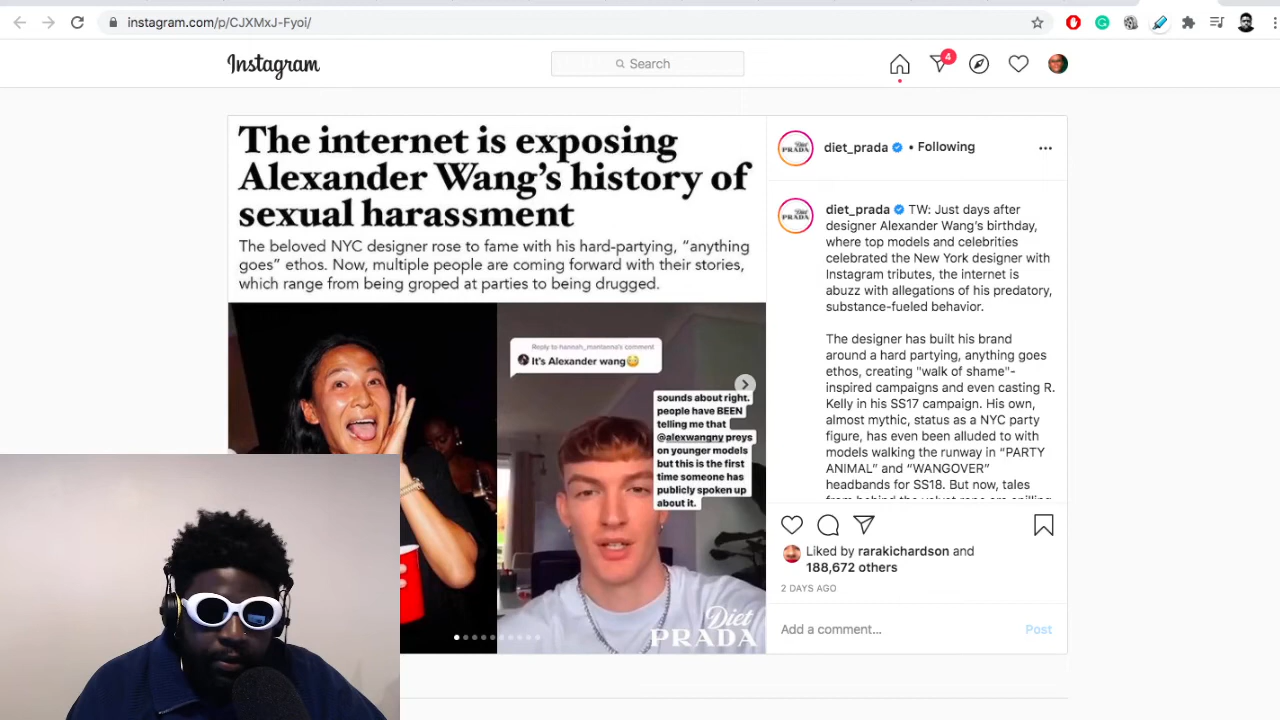 instagram.com/p/CJXMxJ-Fyoi/
Instagram
Search
4
The internet is exposing
Alexander Wang's history of
sexual harassment
The beloved NYC designer rose to fame with his hard-partying, "anything
goes" ethos. Now, multiple people are coming forward with their stories,
which range from being groped at parties to being drugged.
Reply to hannah_montanna's comment
It's Alexander wang😳
sounds about right.
people have BEEN
telling me that
@alexwangny preys
on younger models
but this is the first
time someone has
publicly spoken up
about it.
Diet
PRADA
diet_prada • Following
diet_prada TW: Just days after
designer Alexander Wang's birthday,
where top models and celebrities
celebrated the New York designer with
Instagram tributes, the internet is
abuzz with allegations of his predatory,
substance-fueled behavior.
The designer has built his brand
around a hard partying, anything goes
ethos, creating "walk of shame"-
inspired campaigns and even casting R.
Kelly in his SS17 campaign. His own,
almost mythic, status as a NYC party
figure, has even been alluded to with
models walking the runway in "PARTY
ANIMAL" and "WANGOVER"
headbands for SS18. But now, tales
Liked by rarakichardson and
188,672 others
2 DAYS AGO
Add a comment...
Post